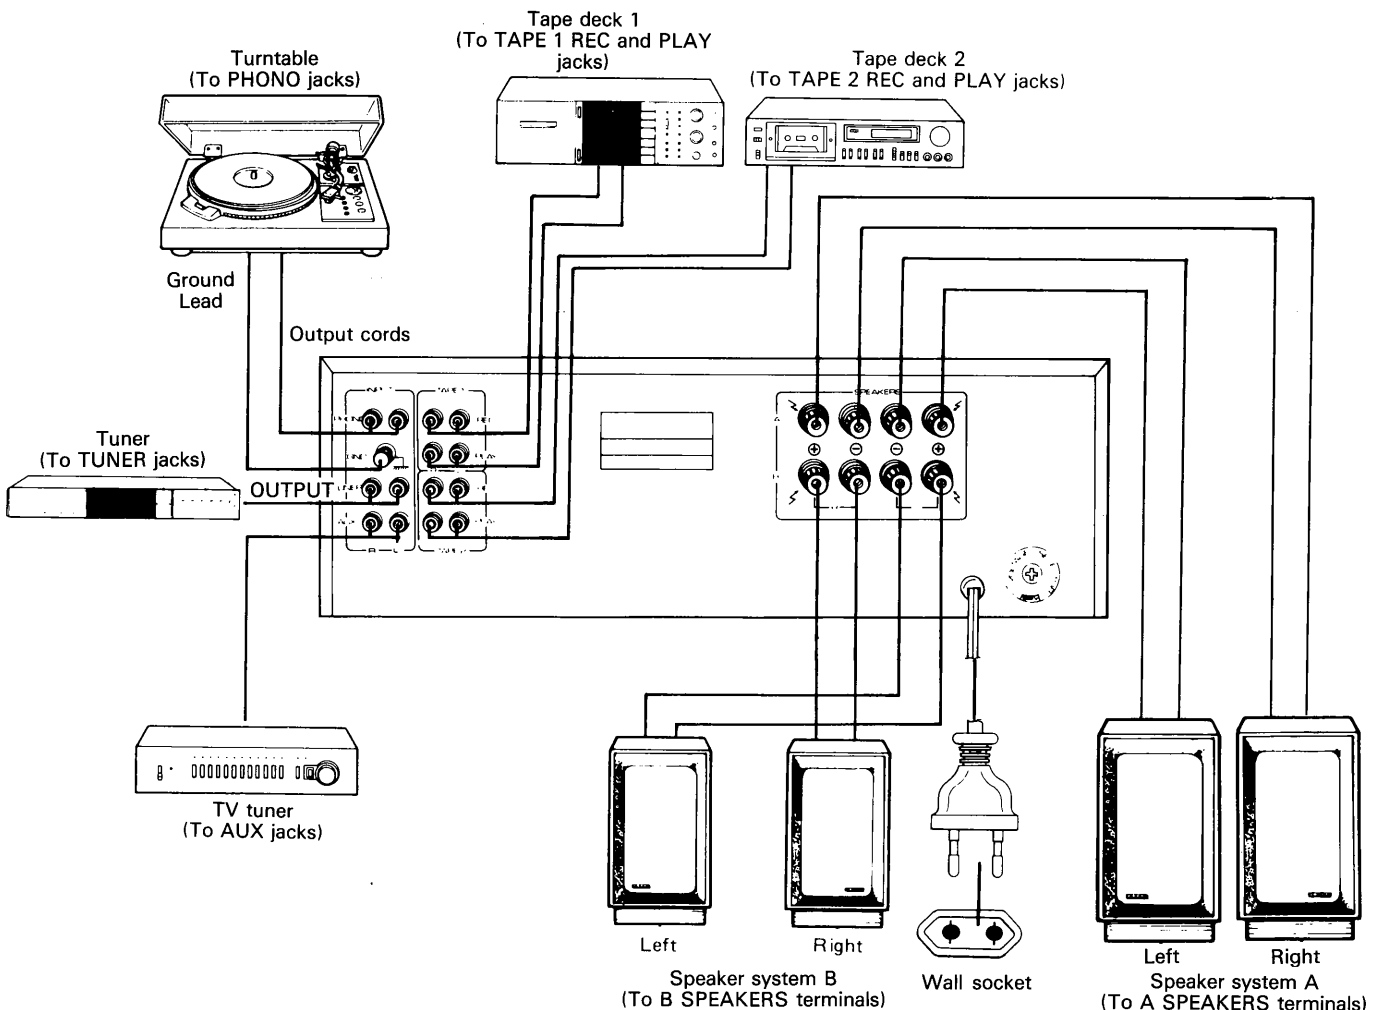 Tape deck 1
(To TAPE 1 REC and PLAY
jacks)
Turntable
(To PHONO jacks)
Tape deck 2
(To TAPE 2 REC and PLAY jacks)
Ground
Lead
Output cords
SPEAKERS
Tuner
(To TUNER jacks)
OUTPUT
TV tuner
(To AUX jacks)
Left
Right
Speaker system B
(To B SPEAKERS terminals)
Wall socket
Left
Right
Speaker system A
(To A SPEAKERS terminals)